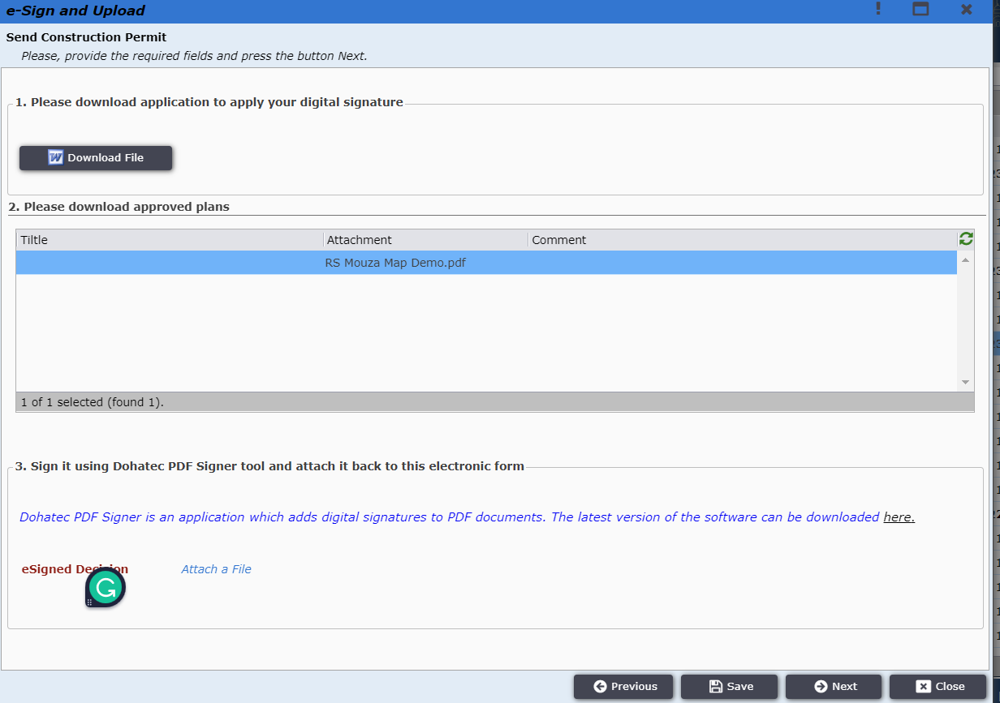 e-Sign and Upload
Send Construction Permit
Please, provide the required fields and press the button Next.
1. Please download application to apply your digital signature
Download File
2. Please download approved plans
Tiltle Attachment Comment
RS Mouza Map Demo.pdf
1 of 1 selected (found 1).
3. Sign it using Dohatec PDF Signer tool and attach it back to this electronic form
Dohatec PDF Signer is an application which adds digital signatures to PDF documents. The latest version of the software can be downloaded here.
eSigned Decision Attach a File
Previous Save Next Close